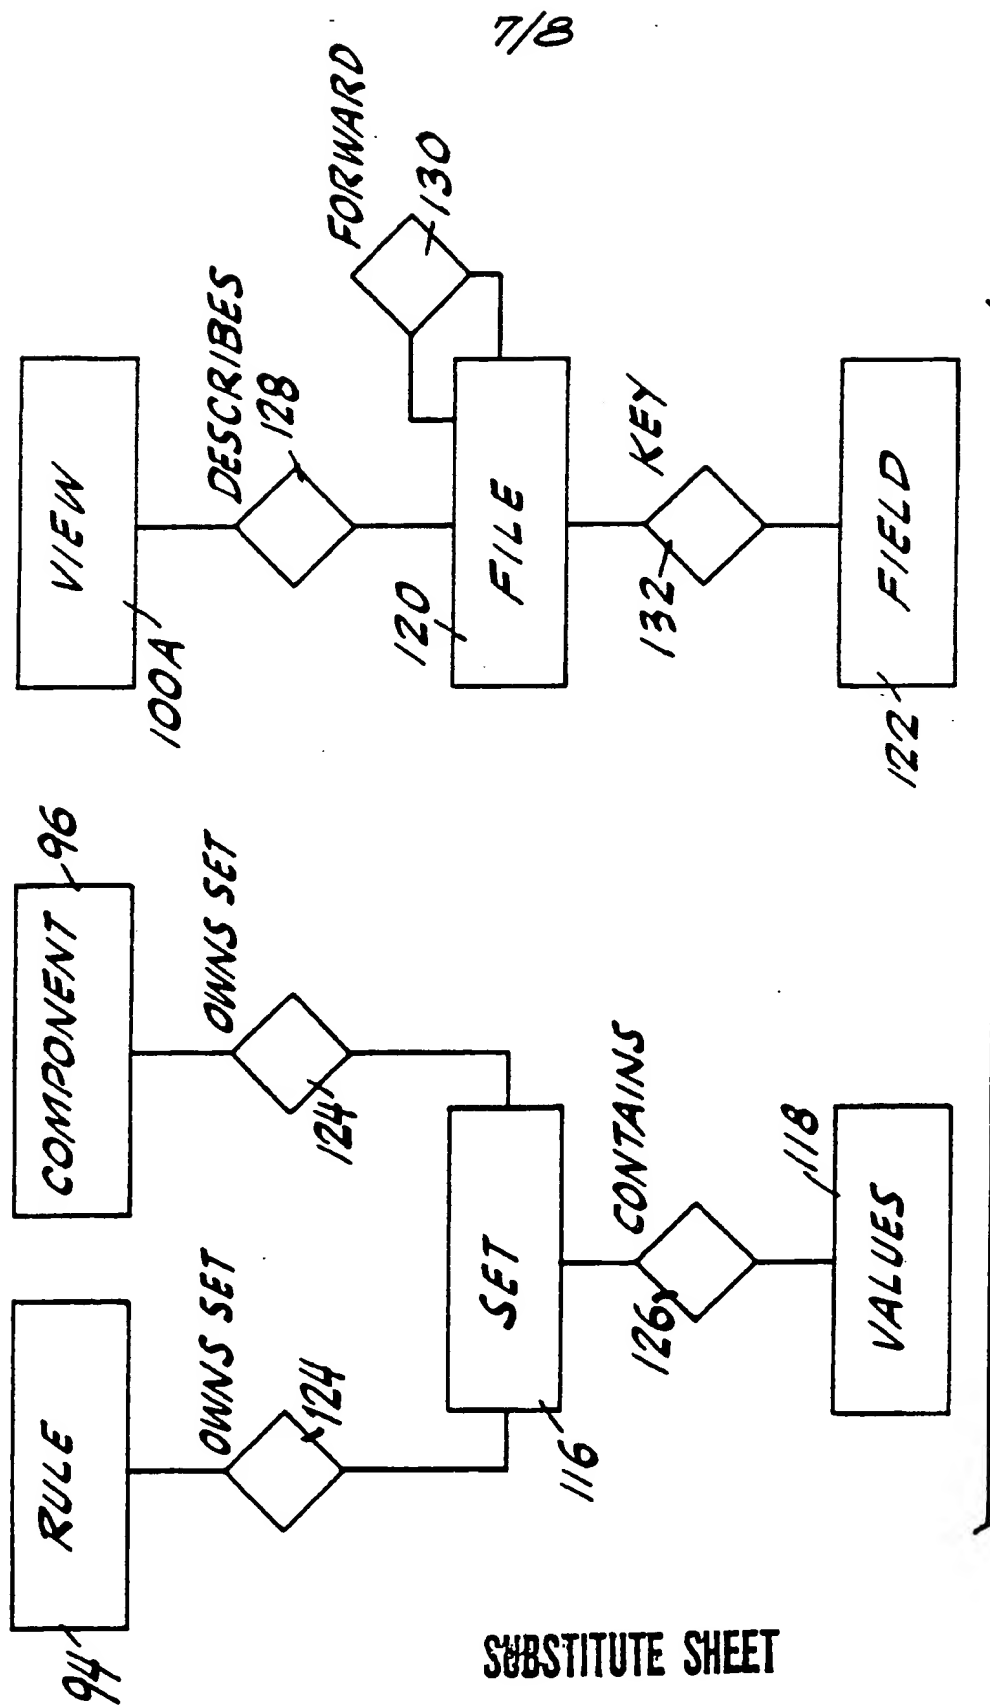 7/8
RULE
94
OWNS SET
124
COMPONENT
96
OWNS SET
124
SET
116
CONTAINS
126
VALUES
118
VIEW
100A
DESCRIBES
128
FORWARD
130
FILE
120
KEY
132
FIELD
122
SUBSTITUTE SHEET